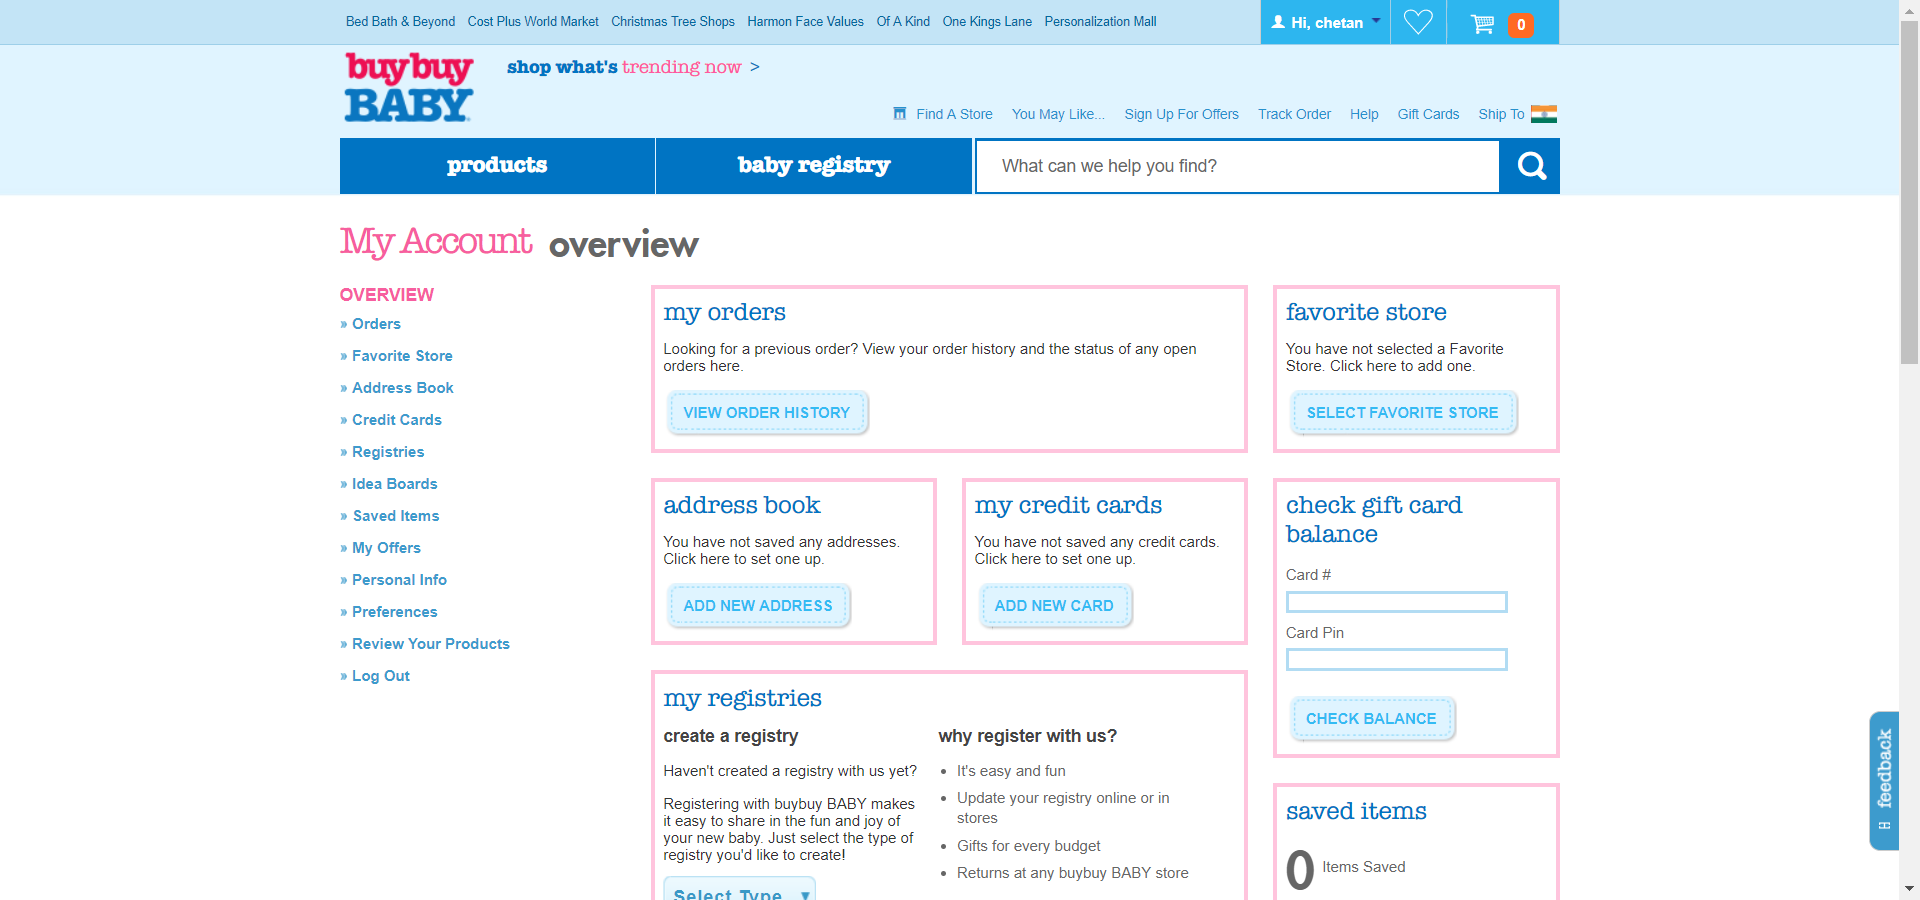 Bed Bath & Beyond Cost Plus World Market Christmas Tree Shops Harmon Face Values Of A Kind One Kings Lane Personalization Mall
Hi, chetan
0
buybuy
BABY
shop what's trending now >
Find A Store You May Like... Sign Up For Offers Track Order Help Gift Cards Ship To
products
baby registry
What can we help you find?
My Account overview
OVERVIEW
» Orders
» Favorite Store
» Address Book
» Credit Cards
» Registries
» Idea Boards
» Saved Items
» My Offers
» Personal Info
» Preferences
» Review Your Products
» Log Out
my orders
Looking for a previous order? View your order history and the status of any open
orders here.
VIEW ORDER HISTORY
favorite store
You have not selected a Favorite
Store. Click here to add one.
SELECT FAVORITE STORE
address book
You have not saved any addresses.
Click here to set one up.
ADD NEW ADDRESS
my credit cards
You have not saved any credit cards.
Click here to set one up.
ADD NEW CARD
check gift card
balance
Card #
Card Pin
CHECK BALANCE
my registries
create a registry
Haven't created a registry with us yet?
Registering with buybuy BABY makes
it easy to share in the fun and joy of
your new baby. Just select the type of
registry you'd like to create!
Select Type
why register with us?
• It's easy and fun
• Update your registry online or in
stores
• Gifts for every budget
• Returns at any buybuy BABY store
saved items
0 Items Saved
feedback